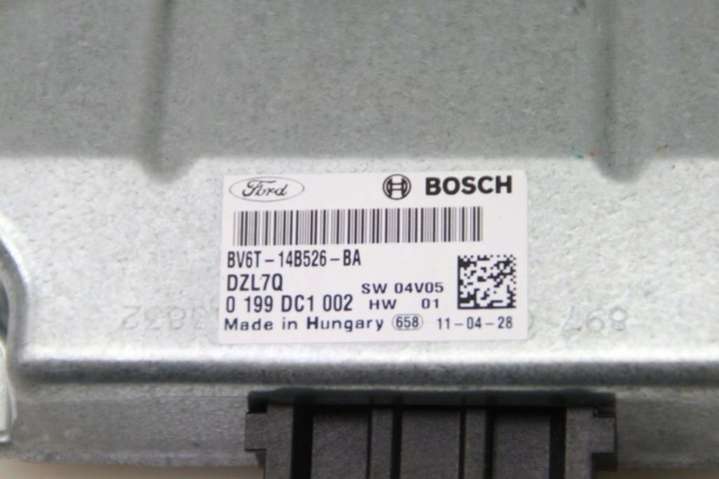 Ford BOSCH
BV6T-14B526-BA
DZL7Q
SW 04V05
0 199 DC1 002 HW 01
Made in Hungary 658 11-04-28